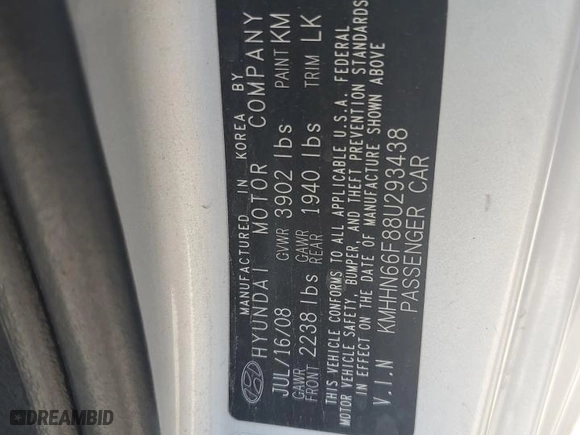 MANUFACTURED IN KOREA BY
HYUNDAI MOTOR COMPANY
JUL/16/08 GVWR 3902 lbs PAINT KM
GAWR FRONT 2238 lbs GAWR REAR 1940 lbs TRIM LK
THIS VEHICLE CONFORMS TO ALL APPLICABLE U.S.A. FEDERAL
MOTOR VEHICLE SAFETY, BUMPER, AND THEFT PREVENTION STANDARDS
IN EFFECT ON THE DATE OF MANUFACTURE SHOWN ABOVE
V.I.N KMHHN66F88U293438
PASSENGER CAR
DREAMBID